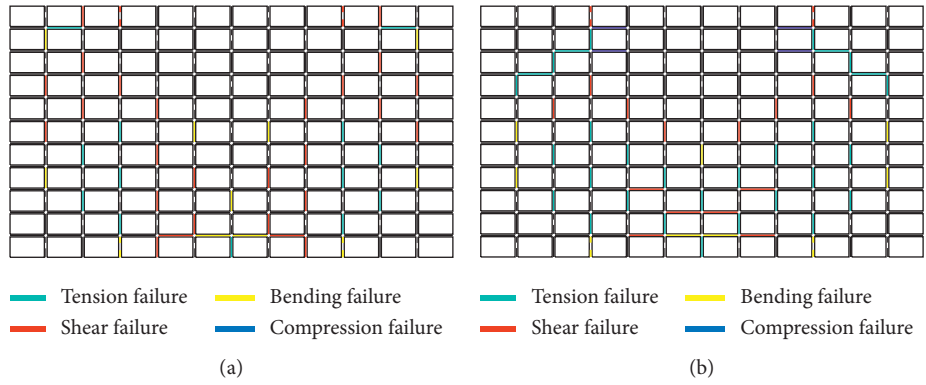 Tension failure Bending failure Tension failure Bending failure
Shear failure Compression failure Shear failure Compression failure
(a) (b)